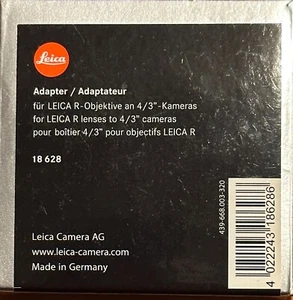 Leica
Adapter / Adaptateur
für LEICA R-Objektive an 4/3"-Kameras
for LEICA R lenses to 4/3" cameras
pour boîtier 4/3" pour objectifs LEICA R
18 628
Leica Camera AG
www.leica-camera.com
Made in Germany
439-668.003-320
4 022243 186286